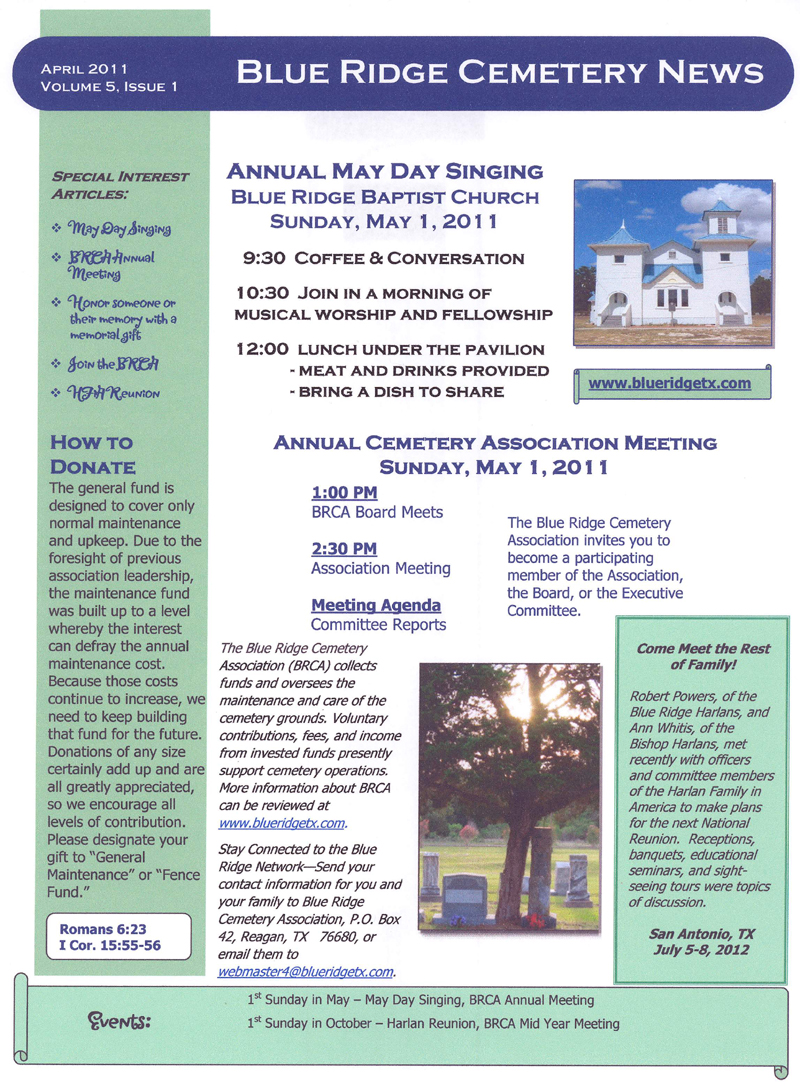 APRIL 2011
VOLUME 5, ISSUE 1
BLUE RIDGE CEMETERY NEWS
SPECIAL INTEREST
ARTICLES:
❖ May Day Singing
❖ BRCA Annual
Meeting
❖ Honor someone or
their memory with a
memorial gift
❖ Join the BRCA
❖ HFA Reunion
HOW TO
DONATE
The general fund is
designed to cover only
normal maintenance
and upkeep. Due to the
foresight of previous
association leadership,
the maintenance fund
was built up to a level
whereby the interest
can defray the annual
maintenance cost.
Because those costs
continue to increase, we
need to keep building
that fund for the future.
Donations of any size
certainly add up and are
all greatly appreciated,
so we encourage all
levels of contribution.
Please designate your
gift to “General
Maintenance” or “Fence
Fund.”
Romans 6:23
I Cor. 15:55-56
ANNUAL MAY DAY SINGING
BLUE RIDGE BAPTIST CHURCH
SUNDAY, MAY 1, 2011
9:30 COFFEE & CONVERSATION
10:30 JOIN IN A MORNING OF
MUSICAL WORSHIP AND FELLOWSHIP
12:00 LUNCH UNDER THE PAVILION
- MEAT AND DRINKS PROVIDED
- BRING A DISH TO SHARE
www.blueridgetx.com
ANNUAL CEMETERY ASSOCIATION MEETING
SUNDAY, MAY 1, 2011
1:00 PM
BRCA Board Meets
2:30 PM
Association Meeting
Meeting Agenda
Committee Reports
The Blue Ridge Cemetery
Association invites you to
become a participating
member of the Association,
the Board, or the Executive
Committee.
The Blue Ridge Cemetery
Association (BRCA) collects
funds and oversees the
maintenance and care of the
cemetery grounds. Voluntary
contributions, fees, and income
from invested funds presently
support cemetery operations.
More information about BRCA
can be reviewed at
www.blueridgetx.com.
Stay Connected to the Blue
Ridge Network—Send your
contact information for you and
your family to Blue Ridge
Cemetery Association, P.O. Box
42, Reagan, TX 76680, or
email them to
webmaster4@blueridgetx.com.
Come Meet the Rest
of Family!
Robert Powers, of the
Blue Ridge Harlans, and
Ann Whitis, of the
Bishop Harlans, met
recently with officers
and committee members
of the Harlan Family in
America to make plans
for the next National
Reunion. Receptions,
banquets, educational
seminars, and sight-
seeing tours were topics
of discussion.
San Antonio, TX
July 5-8, 2012
Events:
1st Sunday in May – May Day Singing, BRCA Annual Meeting
1st Sunday in October – Harlan Reunion, BRCA Mid Year Meeting